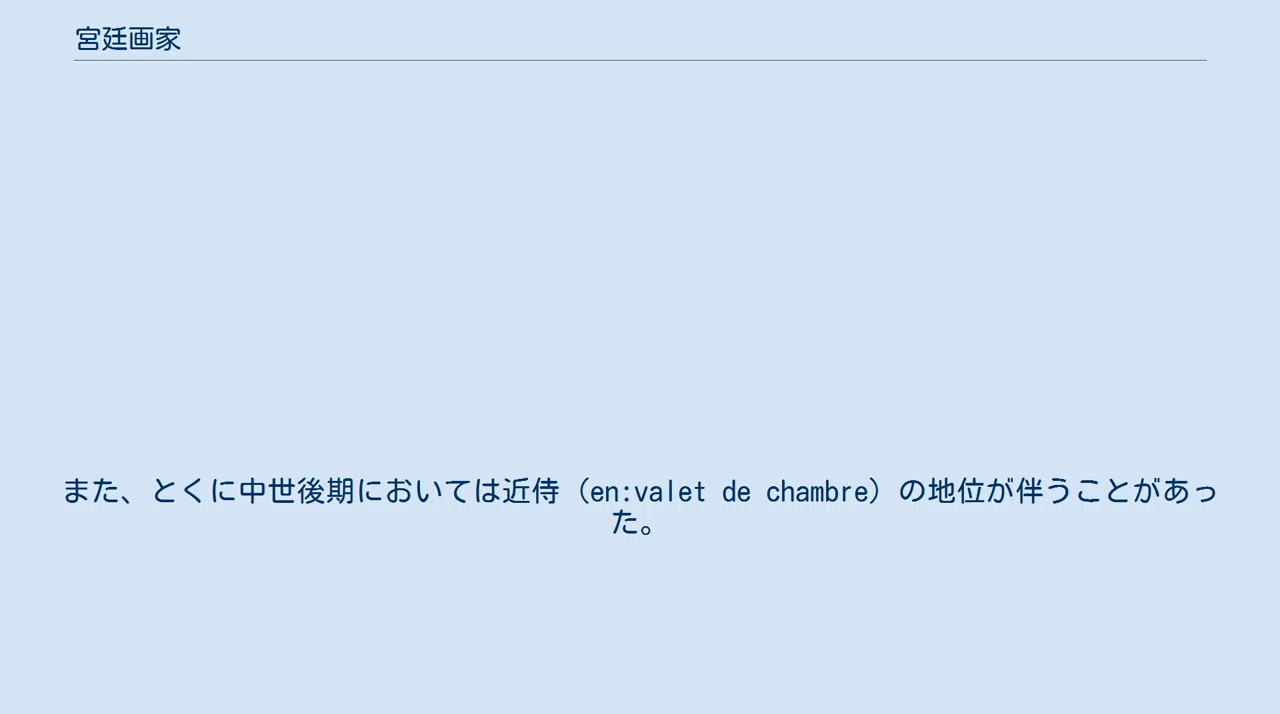 宮廷画家
また、とくに中世後期においては近侍（en:valet de chambre）の地位が伴うことがあっ
た。